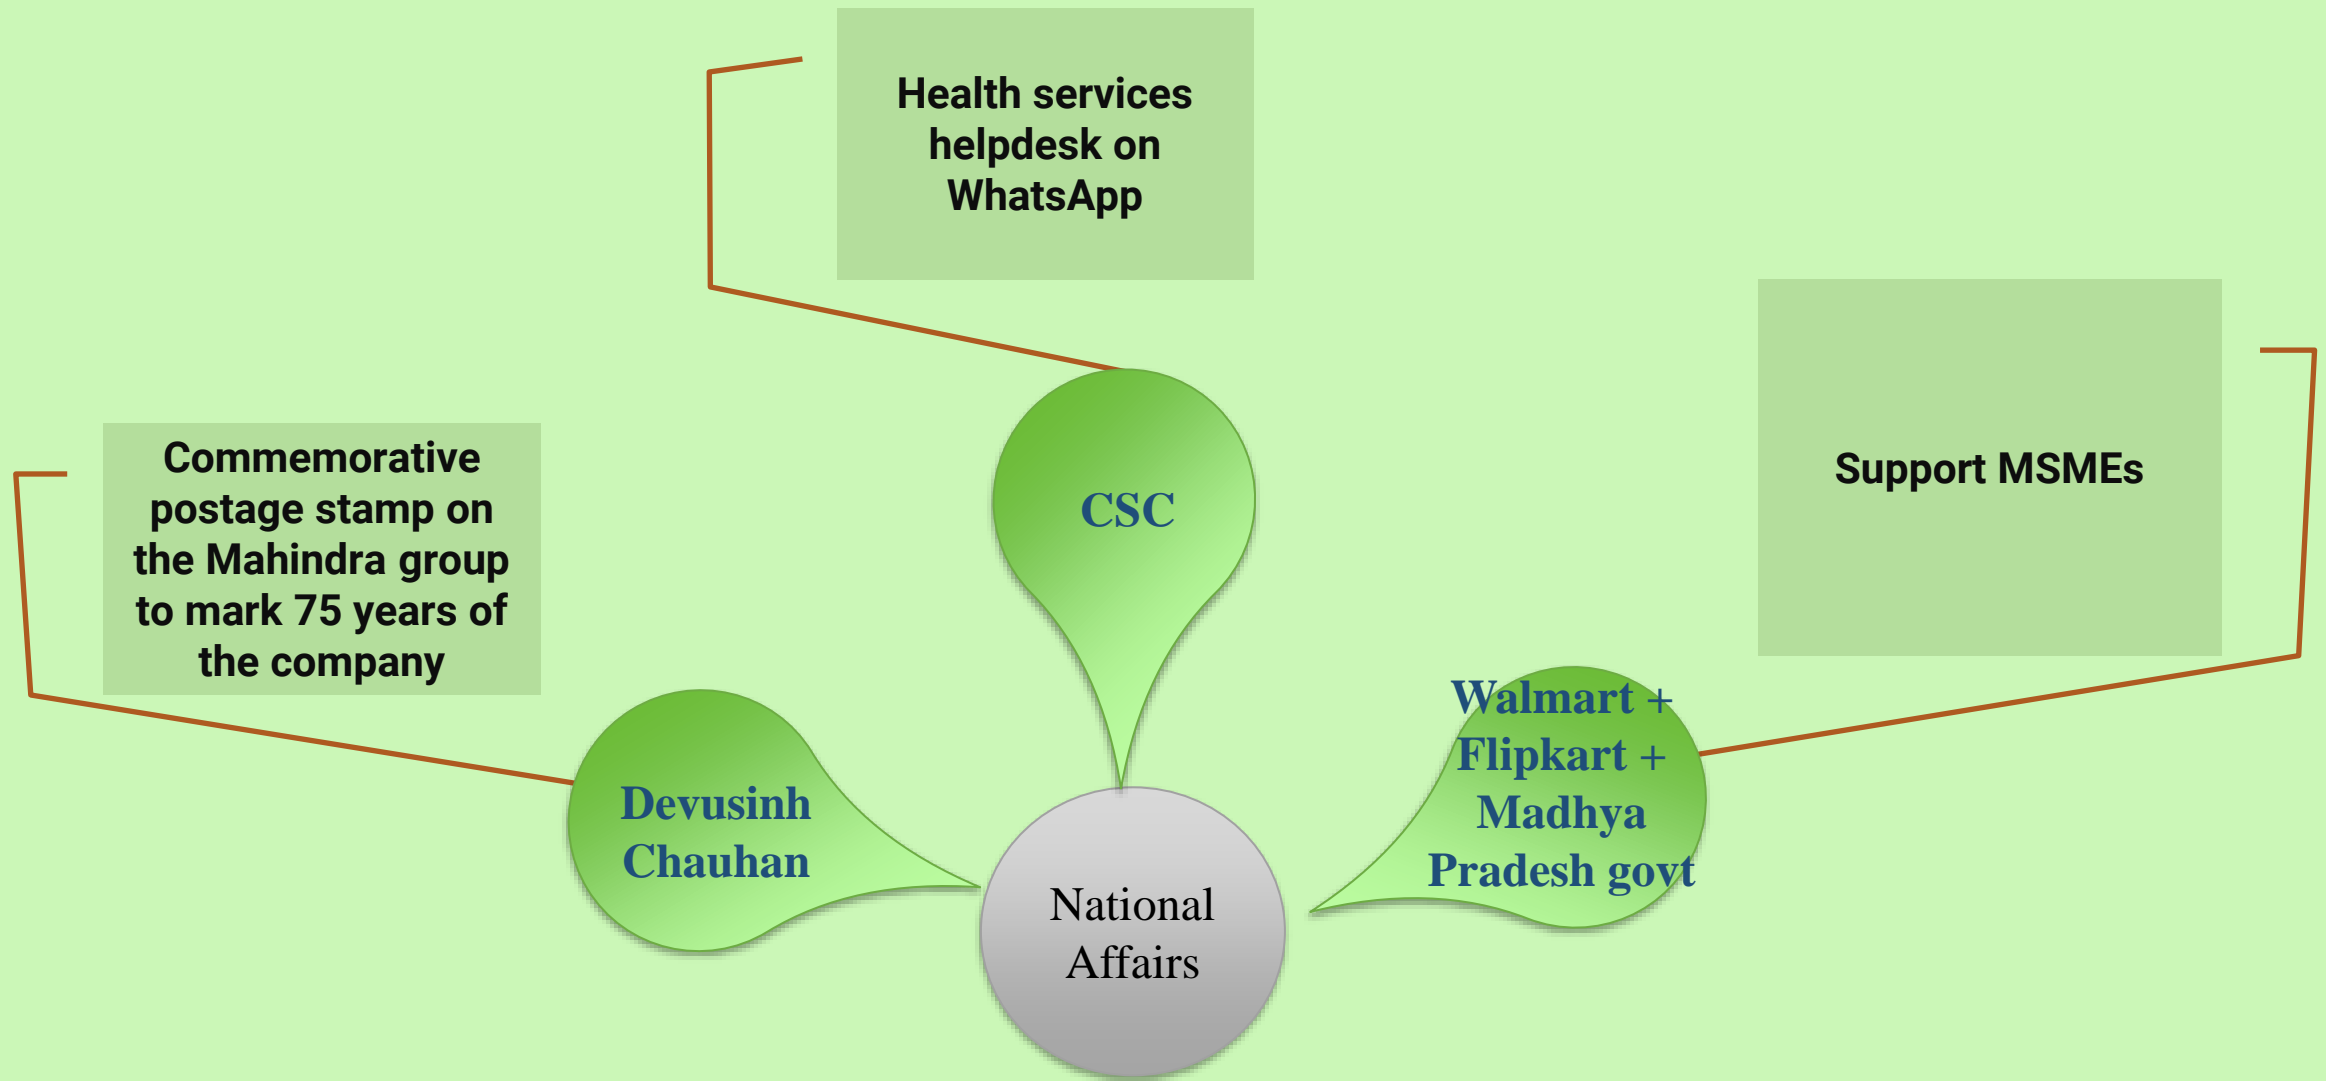 Health services
helpdesk on
WhatsApp
Support MSMEs
Commemorative
postage stamp on
the Mahindra group
to mark 75 years of
the company
CSC
Walmart +
Flipkart +
Madhya
Pradesh govt
Devusinh
Chauhan
National
Affairs